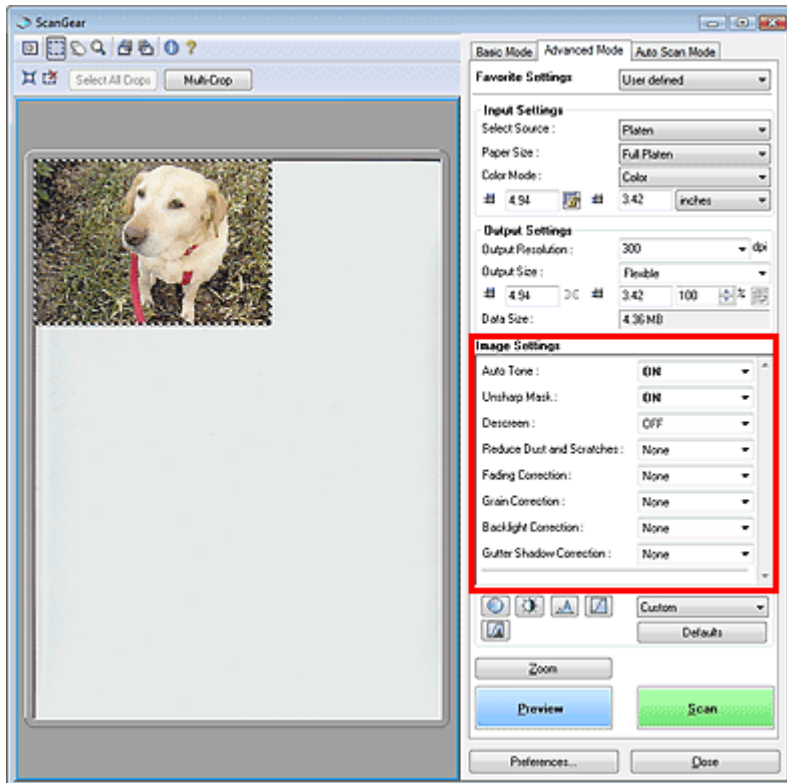 ScanGear
Select All Crops
Multi-Crop
Basic Mode
Advanced Mode
Auto Scan Mode
Favorite Settings
User defined
Input Settings
Select Source :
Platen
Paper Size :
Full Platen
Color Mode :
Color
4.94
3.42
inches
Output Settings
Output Resolution :
300
dpi
Output Size :
Flexible
4.94
3.42
100
%
Data Size :
4.36 MB
Image Settings
Auto Tone :
ON
Unsharp Mask :
ON
Descreen :
OFF
Reduce Dust and Scratches :
None
Fading Correction :
None
Grain Correction :
None
Backlight Correction :
None
Gutter Shadow Correction :
None
Custom
Defaults
Zoom
Preview
Scan
Preferences...
Close